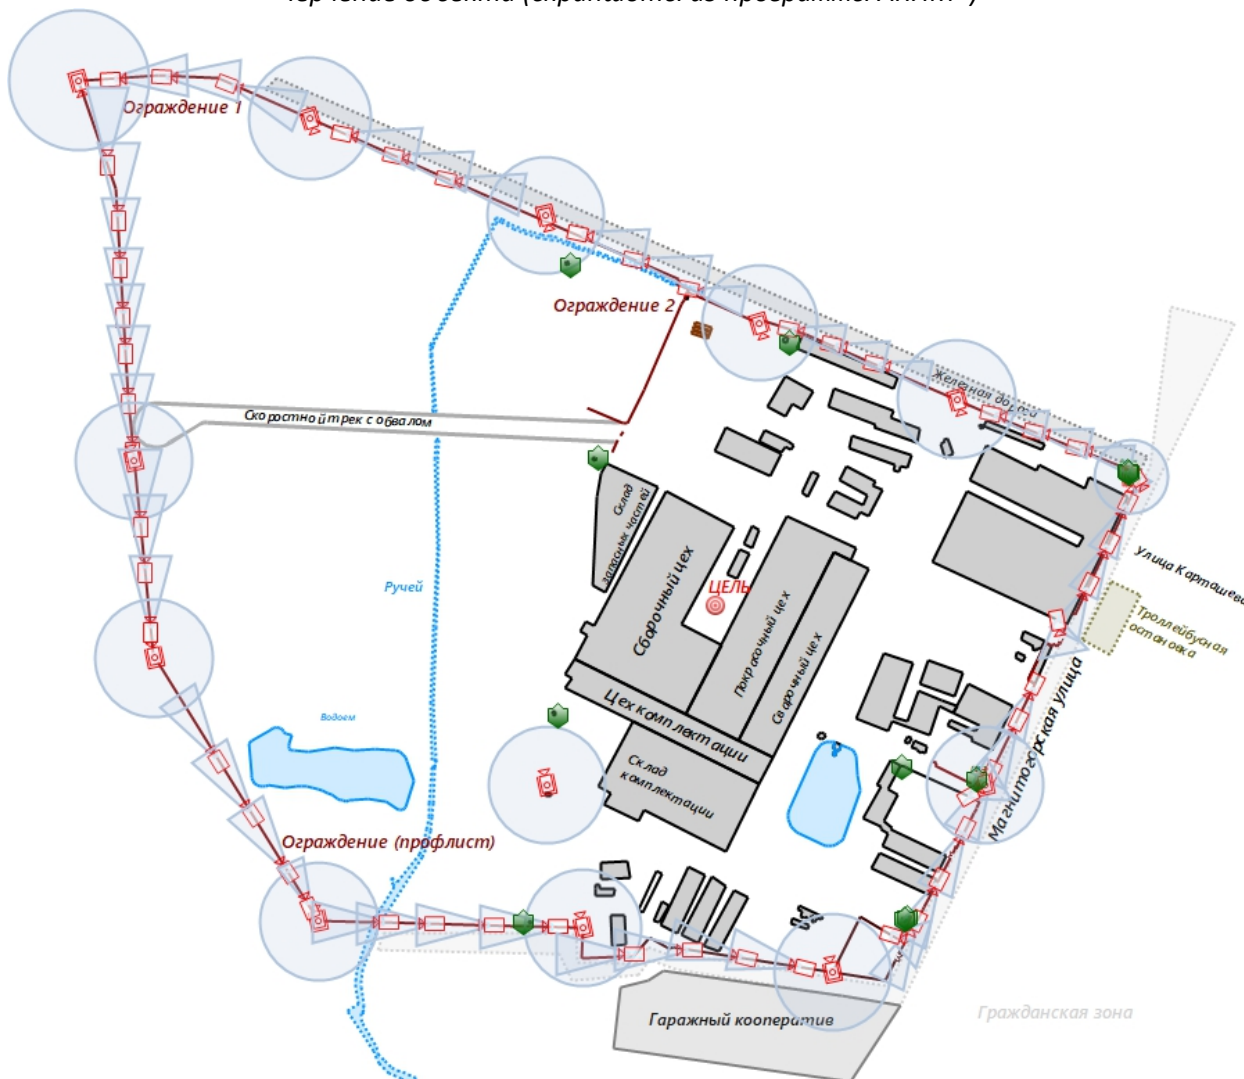 Ограждение 1
Ограждение 2
Железная дорога
Скоростной трек с обвалом
Склад
запасных частей
Улица Карташева
Сборочный цех
ЦЕЛЬ
Ручей
Покрасочный цех
Троллейбусная
остановка
Сварочный цех
Цех комплектации
Водоем
Склад
комплектации
Магнитогорская улица
Ограждение (профлист)
Гражданская зона
Гаражный кооператив